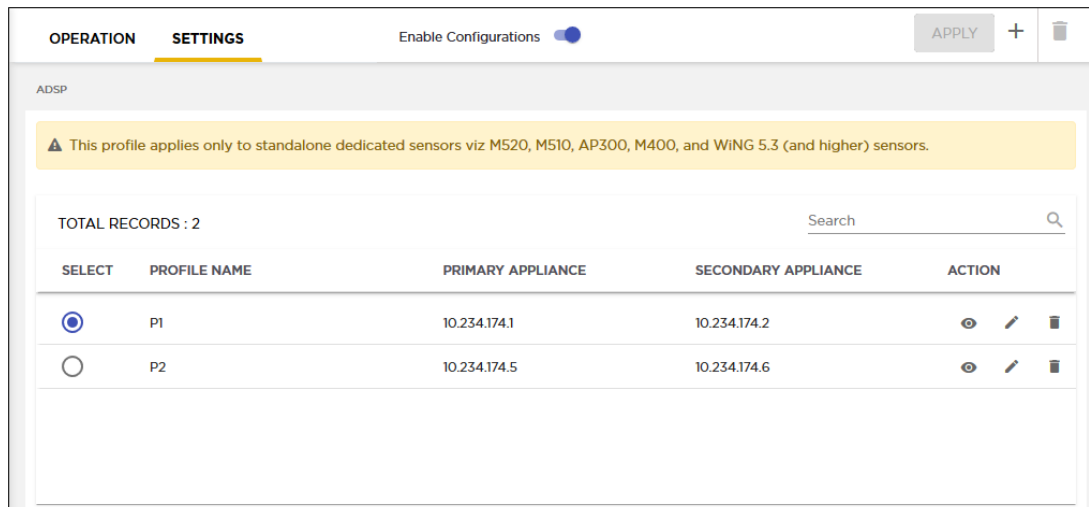 OPERATION SETTINGS Enable Configurations APPLY
ADSP
This profile applies only to standalone dedicated sensors viz M520, M510, AP300, M400, and WiNG 5.3 (and higher) sensors.
TOTAL RECORDS : 2 Search
SELECT PROFILE NAME PRIMARY APPLIANCE SECONDARY APPLIANCE ACTION
P1 10.234.174.1 10.234.174.2
P2 10.234.174.5 10.234.174.6